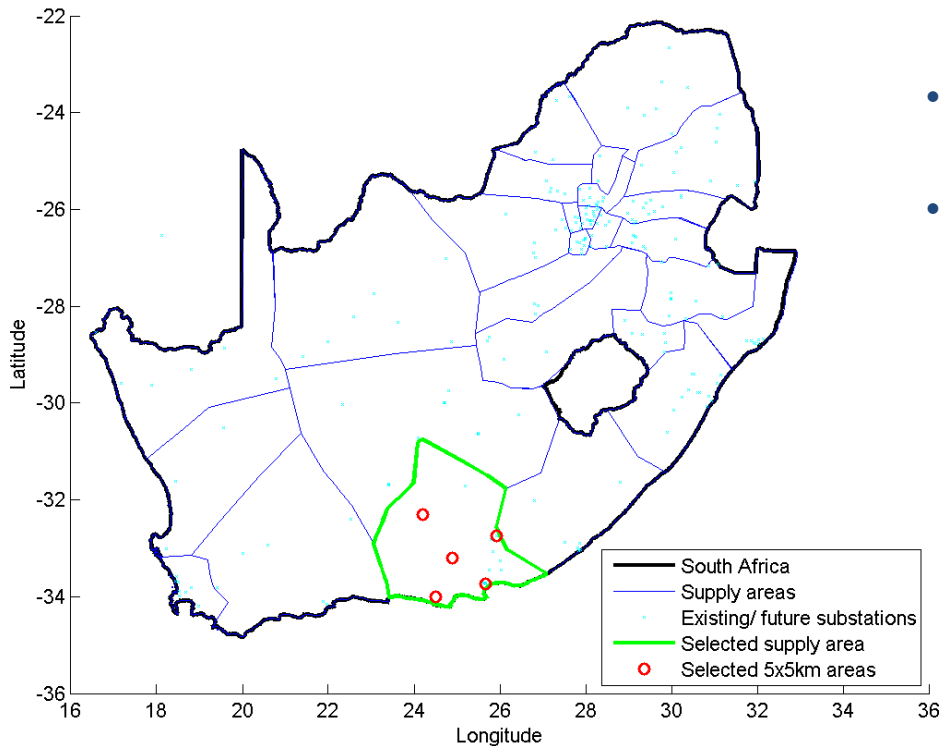 -22
-24
-26
-28
-30
-32
-34
-36
Latitude
16 18 20 22 24 26 28 30 32 34 36
Longitude
South Africa
Supply areas
Existing/ future substations
Selected supply area
Selected 5x5km areas